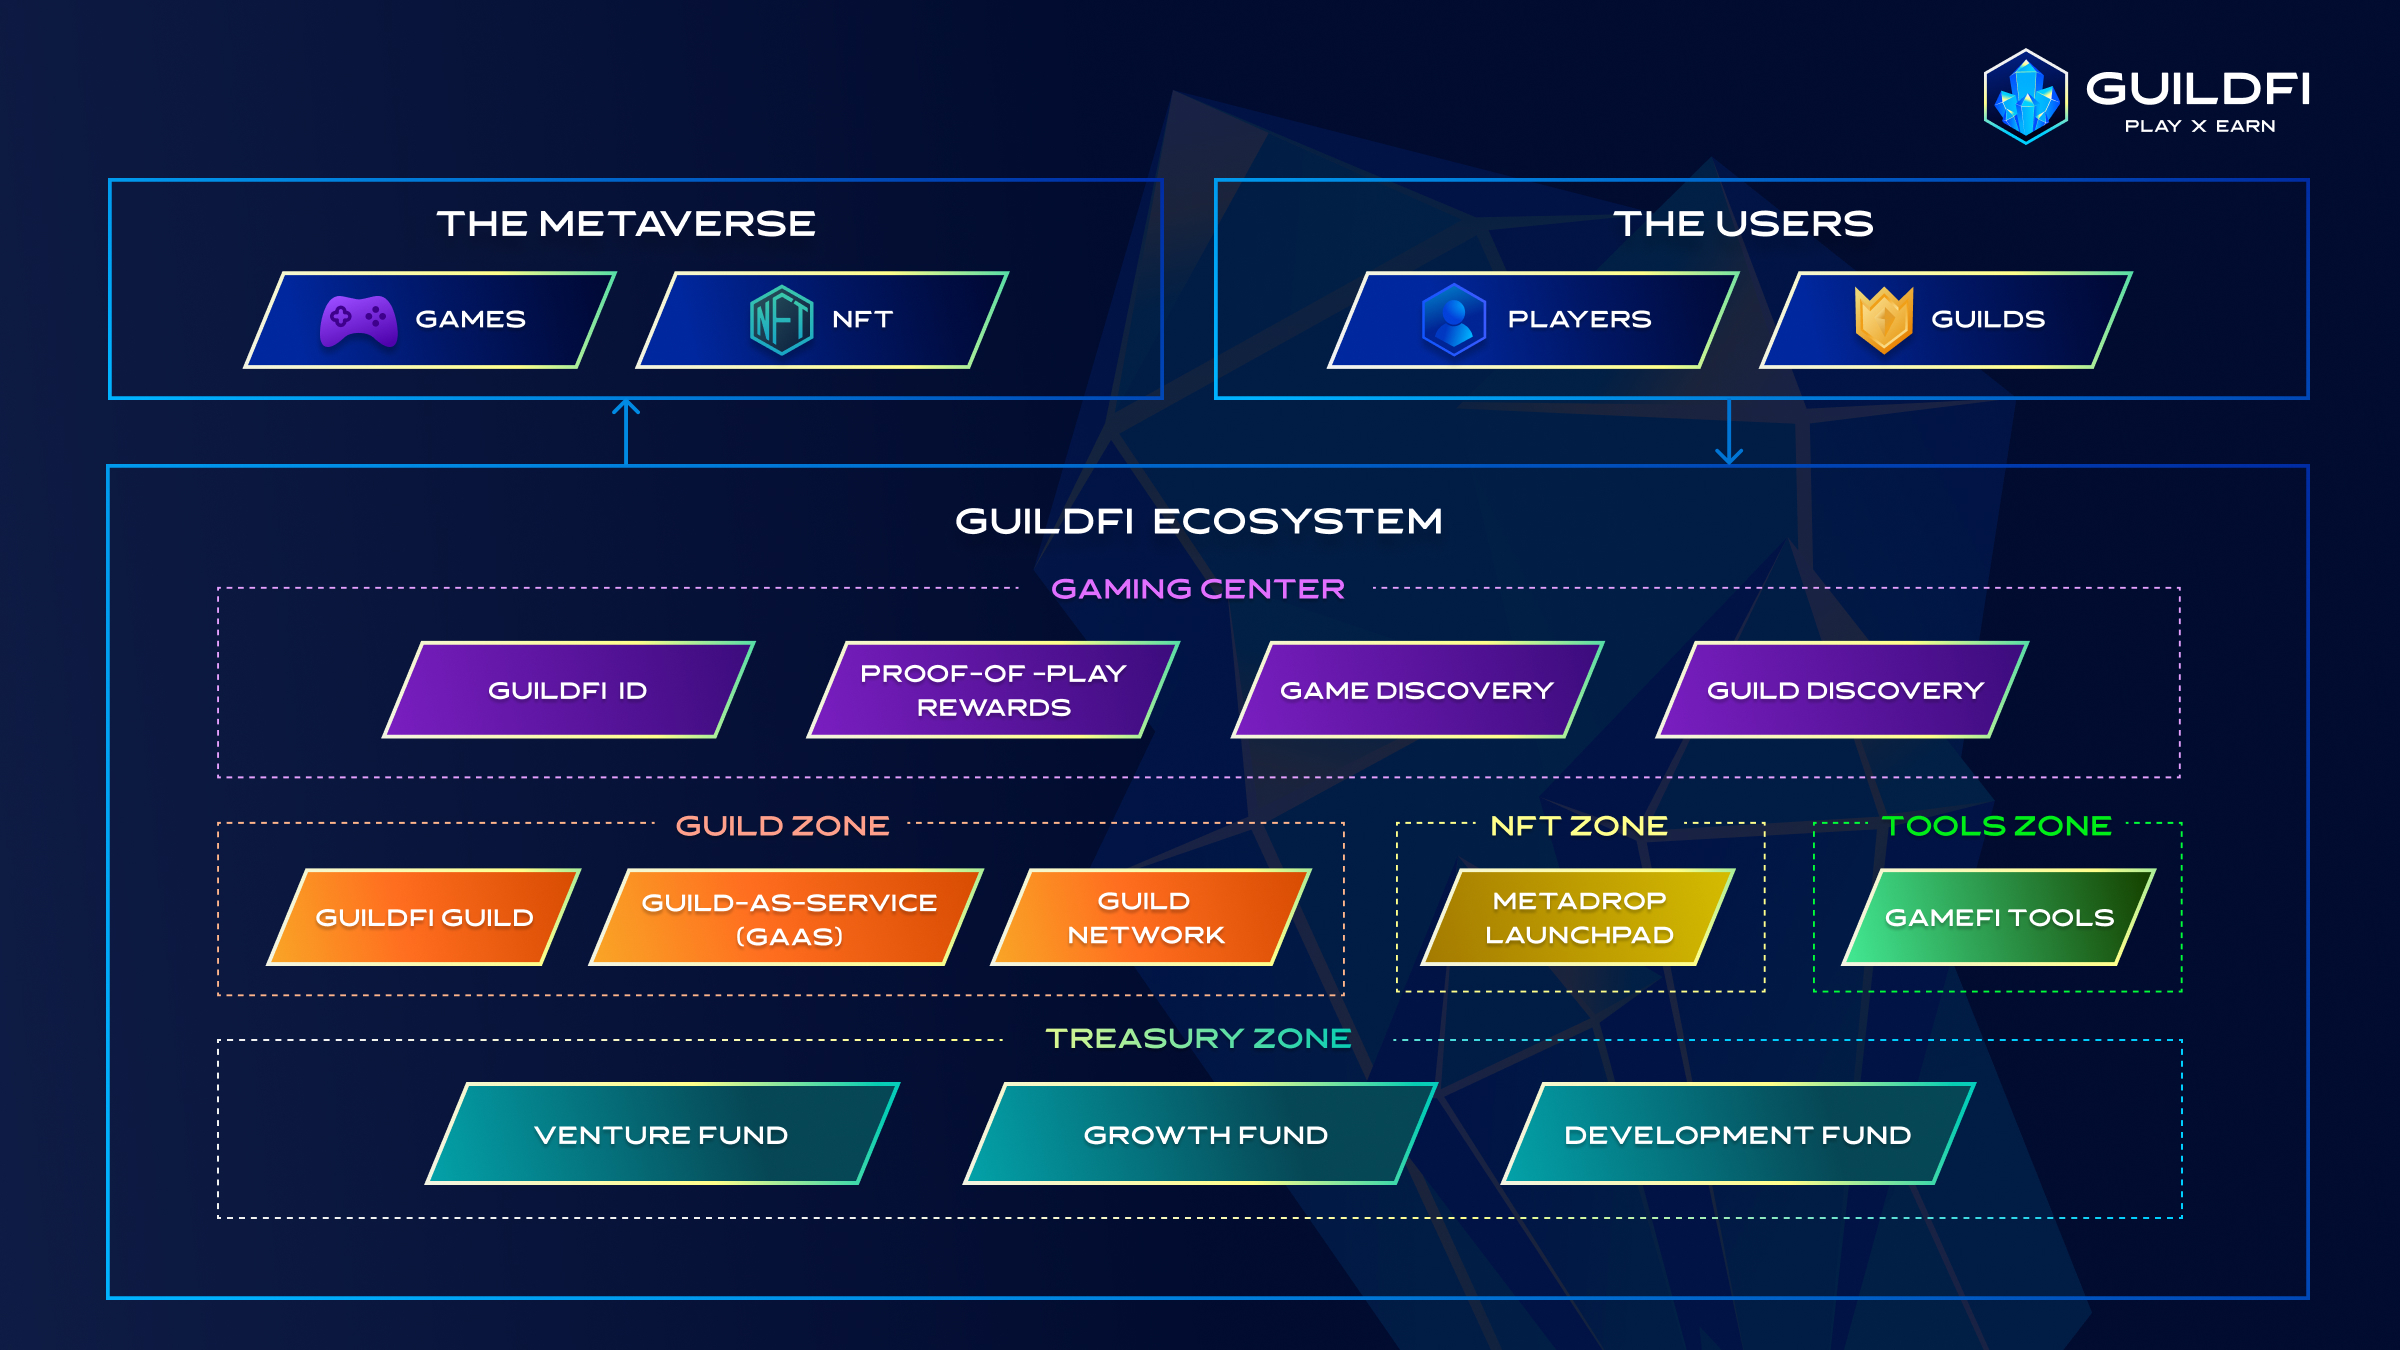 GUILDFI
PLAY X EARN
THE METAVERSE
GAMES
NFT
NFT
THE USERS
PLAYERS
GUILDS
GUILDFI ECOSYSTEM
GAMING CENTER
GUILDFI ID
PROOF-OF -PLAY
REWARDS
GAME DISCOVERY
GUILD DISCOVERY
GUILD ZONE
GUILDFI GUILD
GUILD-AS-SERVICE
(GAAS)
GUILD
NETWORK
NFT ZONE
METADROP
LAUNCHPAD
TOOLS ZONE
GAMEFI TOOLS
TREASURY ZONE
VENTURE FUND
GROWTH FUND
DEVELOPMENT FUND